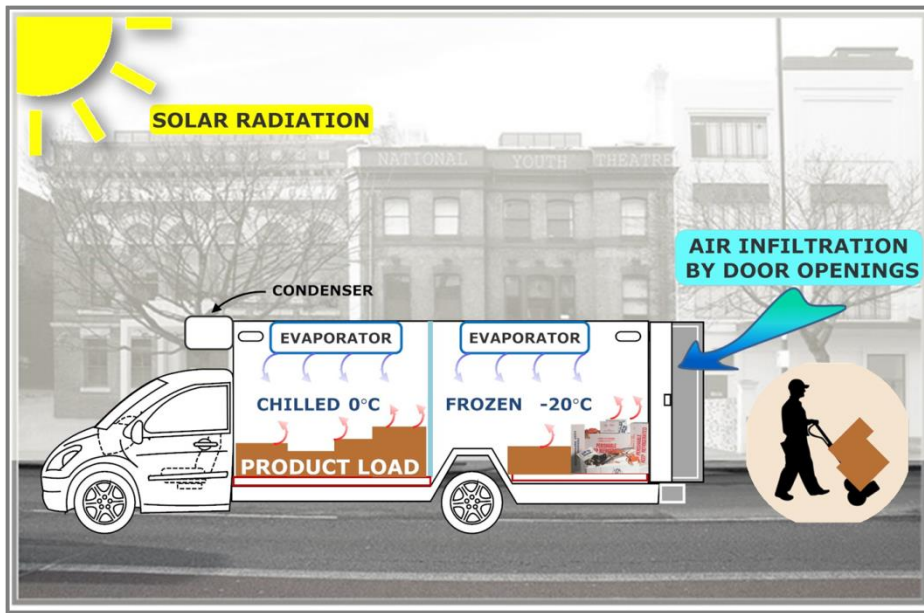 SOLAR RADIATION
NATIONAL YOUTH THEATRE
AIR INFILTRATION
BY DOOR OPENINGS
CONDENSER
EVAPORATOR
EVAPORATOR
CHILLED 0°C
FROZEN -20°C
PRODUCT LOAD